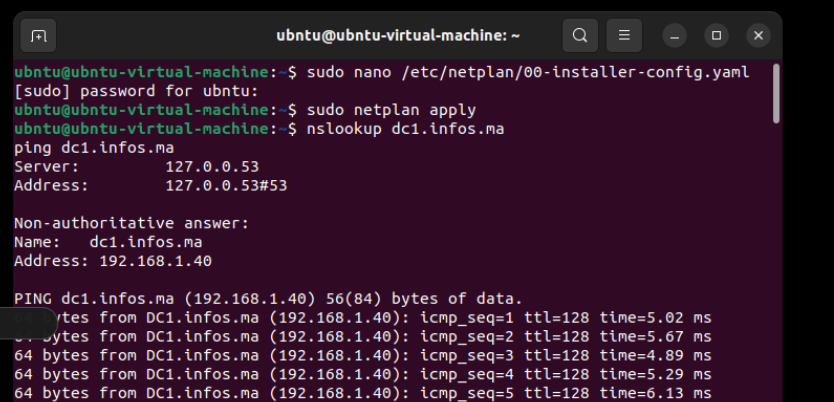 ubntu@ubntu-virtual-machine: ~
ubntu@ubntu-virtual-machine:~$ sudo nano /etc/netplan/00-installer-config.yaml
[sudo] password for ubntu:
ubntu@ubntu-virtual-machine:~$ sudo netplan apply
ubntu@ubntu-virtual-machine:~$ nslookup dc1.infos.ma
ping dc1.infos.ma
Server: 127.0.0.53
Address: 127.0.0.53#53
Non-authoritative answer:
Name: dc1.infos.ma
Address: 192.168.1.40
PING dc1.infos.ma (192.168.1.40) 56(84) bytes of data.
64 bytes from DC1.infos.ma (192.168.1.40): icmp_seq=1 ttl=128 time=5.02 ms
64 bytes from DC1.infos.ma (192.168.1.40): icmp_seq=2 ttl=128 time=5.67 ms
64 bytes from DC1.infos.ma (192.168.1.40): icmp_seq=3 ttl=128 time=4.89 ms
64 bytes from DC1.infos.ma (192.168.1.40): icmp_seq=4 ttl=128 time=5.29 ms
64 bytes from DC1.infos.ma (192.168.1.40): icmp_seq=5 ttl=128 time=6.13 ms